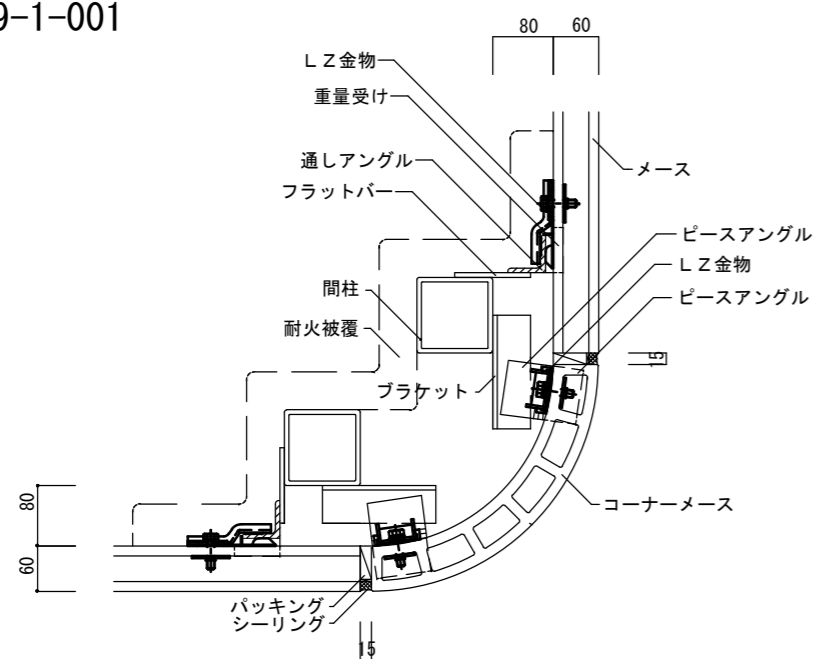 9-1-001
80
60
LZ金物
重量受け
通しアングル
フラットバー
メース
ピースアングル
LZ金物
ピースアングル
間柱
耐火被覆
ブラケット
15
コーナーメース
80
60
パッキング
シーリング
15